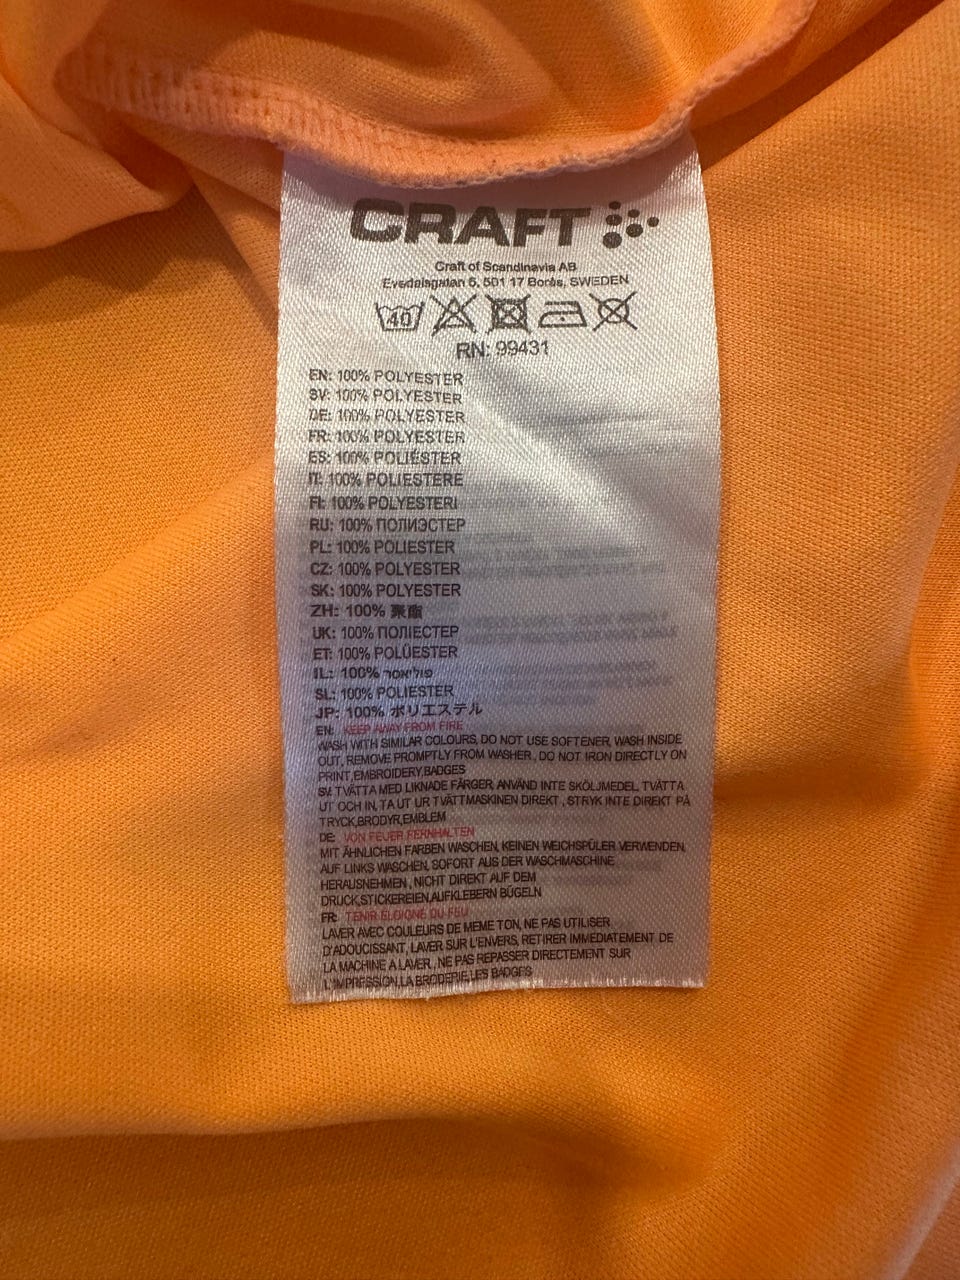 CRAFT
Craft of Scandinavia AB
Evedalsgatan 5, 501 17 Borås, SWEDEN
40
RN: 99431
EN: 100% POLYESTER
SV: 100% POLYESTER
DE: 100% POLYESTER
FR: 100% POLYESTER
ES: 100% POLIÉSTER
IT: 100% POLIESTERE
FI: 100% POLYESTERI
RU: 100% ПОЛИЭСТЕР
PL: 100% POLIESTER
CZ: 100% POLYESTER
SK: 100% POLYESTER
ZH: 100% 聚酯
UK: 100% ПОЛІЕСТЕР
ET: 100% POLÜESTER
IL: 100% פוליאסר
SL: 100% POLIESTER
JP: 100% ポリエステル
EN: KEEP AWAY FROM FIRE
WASH WITH SIMILAR COLOURS, DO NOT USE SOFTENER, WASH INSIDE
OUT, REMOVE PROMPTLY FROM WASHER , DO NOT IRON DIRECTLY ON
PRINT,EMBROIDERY,BADGES
SV: TVÄTTA MED LIKNADE FÄRGER, ANVÄND INTE SKÖLJMEDEL, TVÄTTA
UT OCH IN, TA UT UR TVÄTTMASKINEN DIREKT , STRYK INTE DIREKT PÅ
TRYCK,BRODYR,EMBLEM
DE: VON FEUER FERNHALTEN
MIT ÄHNLICHEN FARBEN WASCHEN, KEINEN WEICHSPÜLER VERWENDEN,
AUF LINKS WASCHEN, SOFORT AUS DER WASCHMASCHINE
HERAUSNEHMEN , NICHT DIREKT AUF DEM
DRUCK,STICKEREIEN,AUFKLEBERN BÜGELN
FR: TENIR ELOIGNE DU FEU
LAVER AVEC COULEURS DE MEME TON, NE PAS UTILISER
D'ADOUCISSANT, LAVER SUR L'ENVERS, RETIRER IMMEDIATEMENT DE
LA MACHINE A LAVER , NE PAS REPASSER DIRECTEMENT SUR
L'IMPRESSION,LA BRODERIE,LES BADGES